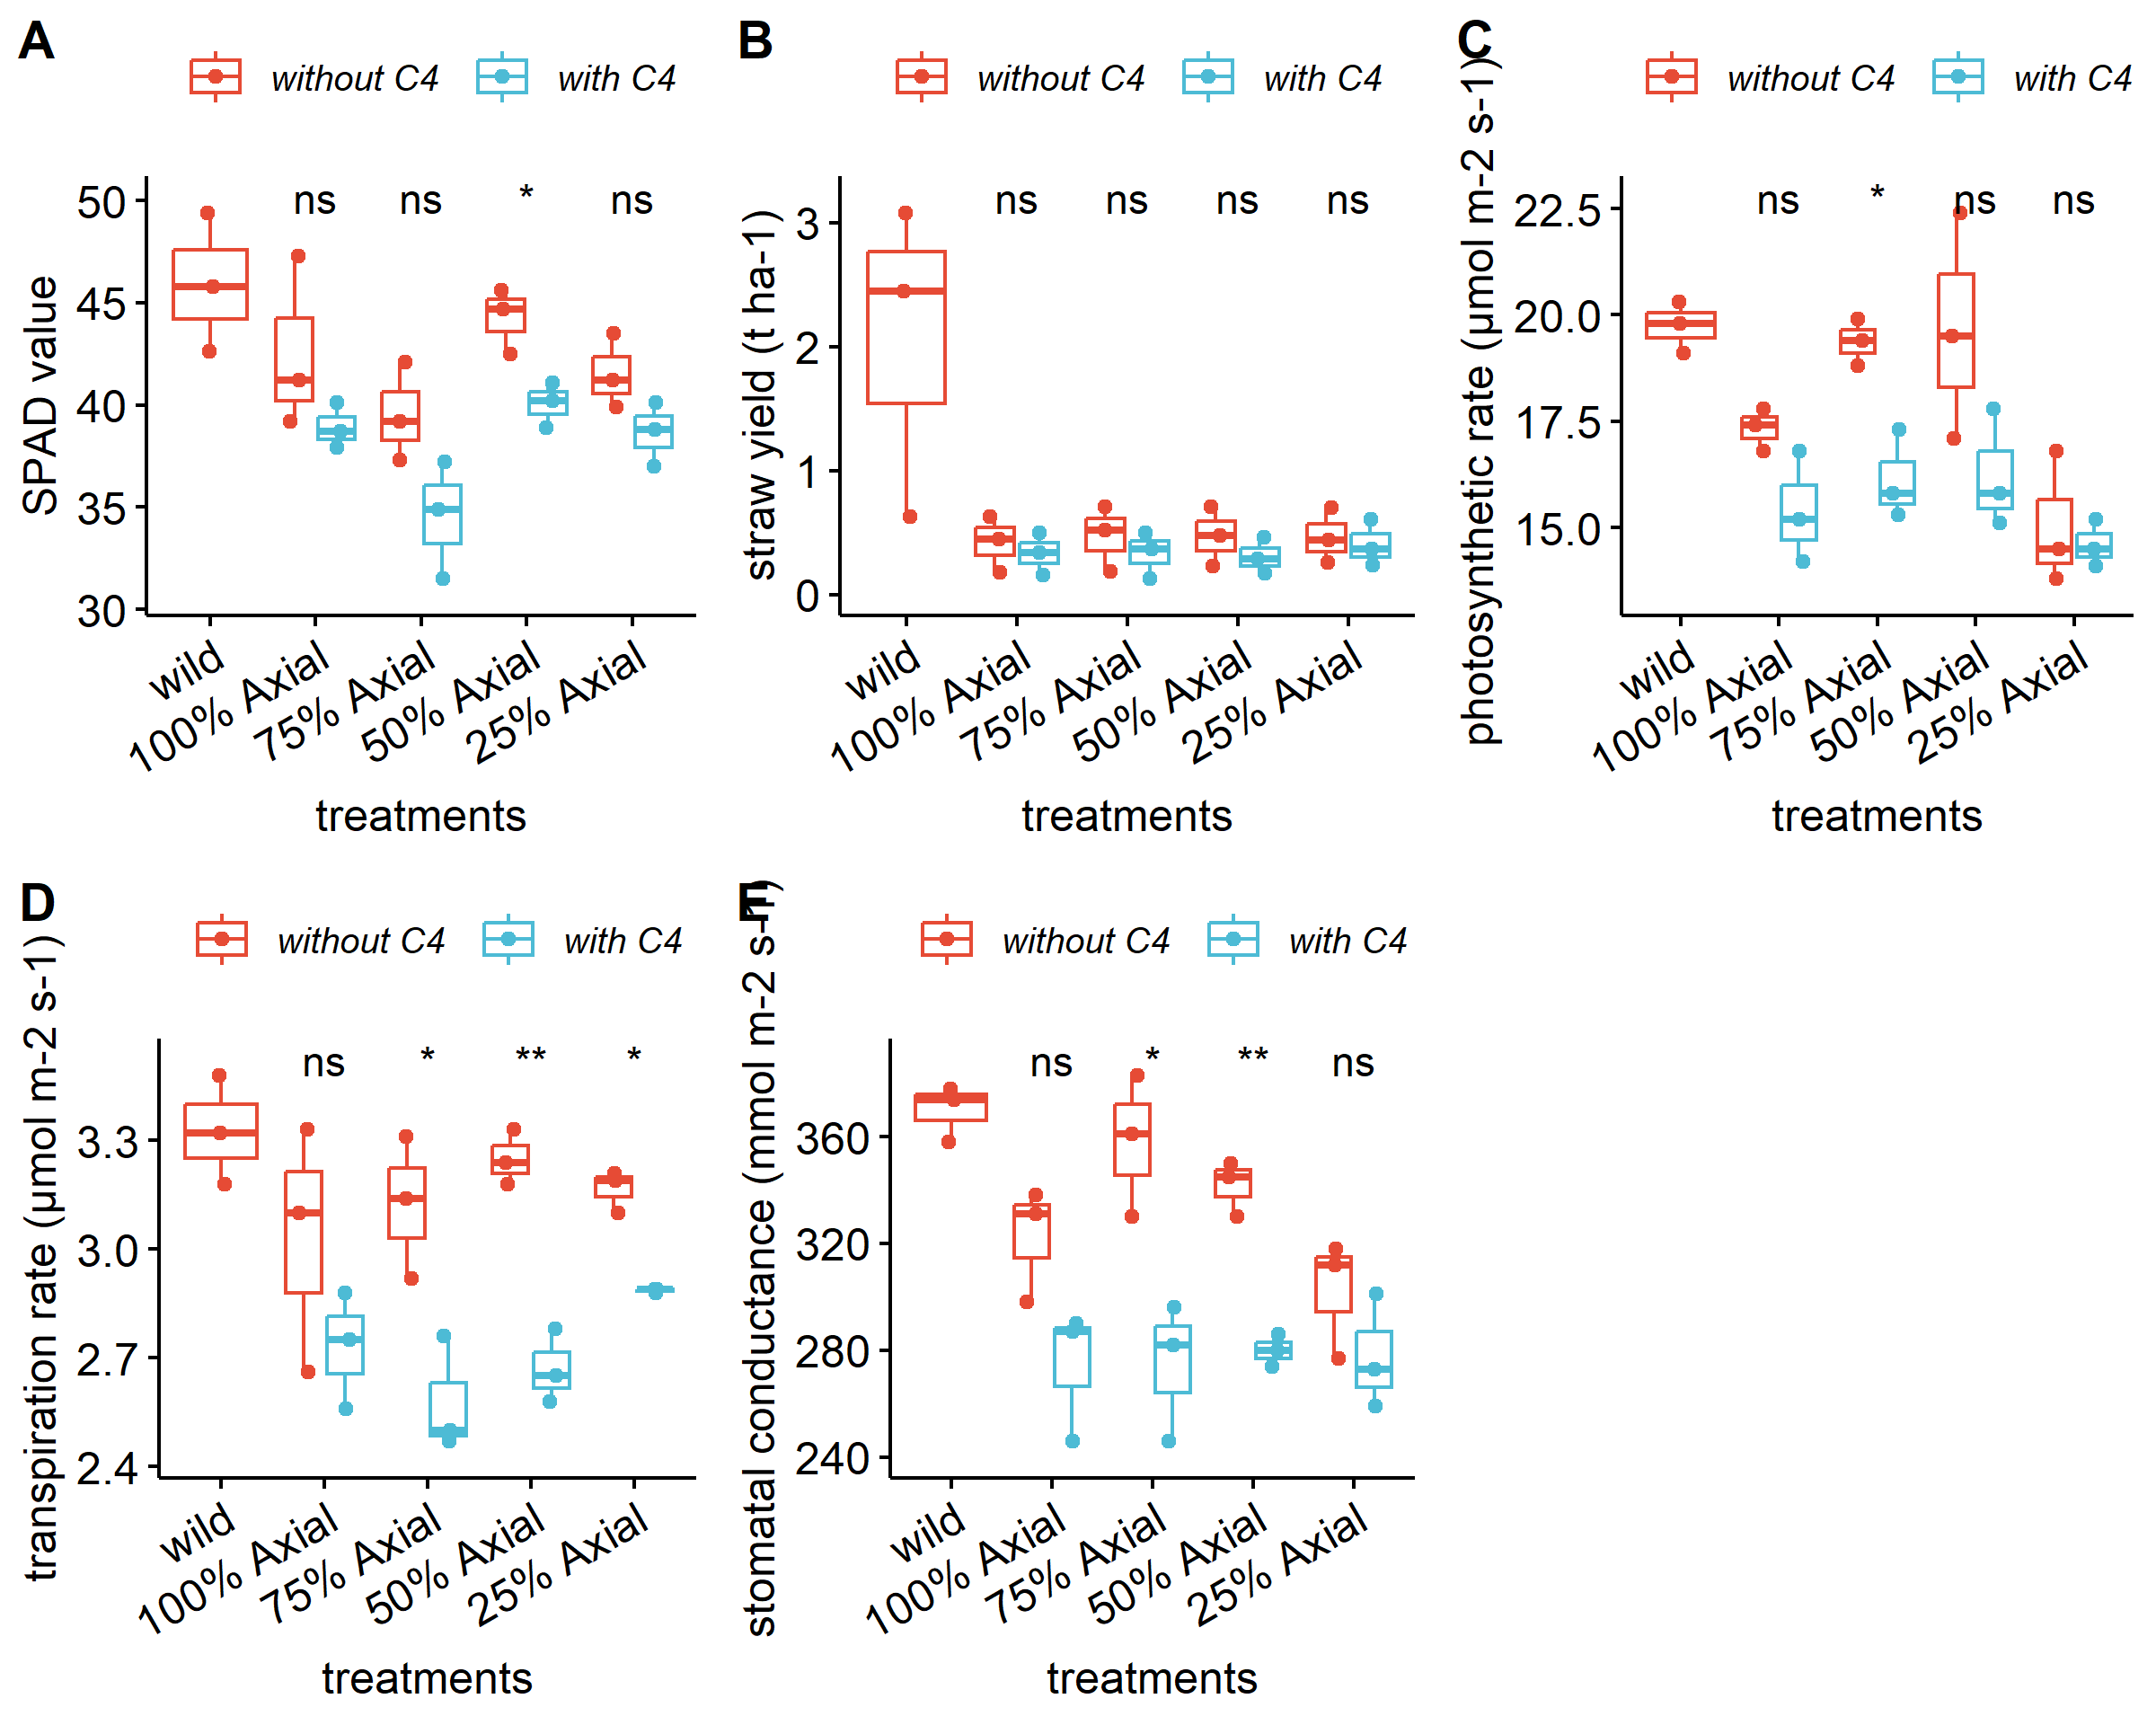 A
without C4 with C4
SPAD value
50
45
40
35
30
ns ns * ns
wild
100% Axial
75% Axial
50% Axial
25% Axial
treatments
B
without C4 with C4
straw yield (t ha-1)
3
2
1
0
ns ns ns ns
wild
100% Axial
75% Axial
50% Axial
25% Axial
treatments
C
without C4 with C4
photosynthetic rate (µmol m-2 s-1)
22.5
20.0
17.5
15.0
ns * ns ns
wild
100% Axial
75% Axial
50% Axial
25% Axial
treatments
D
without C4 with C4
transpiration rate (µmol m-2 s-1)
3.3
3.0
2.7
2.4
ns * ** *
wild
100% Axial
75% Axial
50% Axial
25% Axial
treatments
E
without C4 with C4
stomatal conductance (mmol m-2 s-1)
360
320
280
240
ns * ** ns
wild
100% Axial
75% Axial
50% Axial
25% Axial
treatments